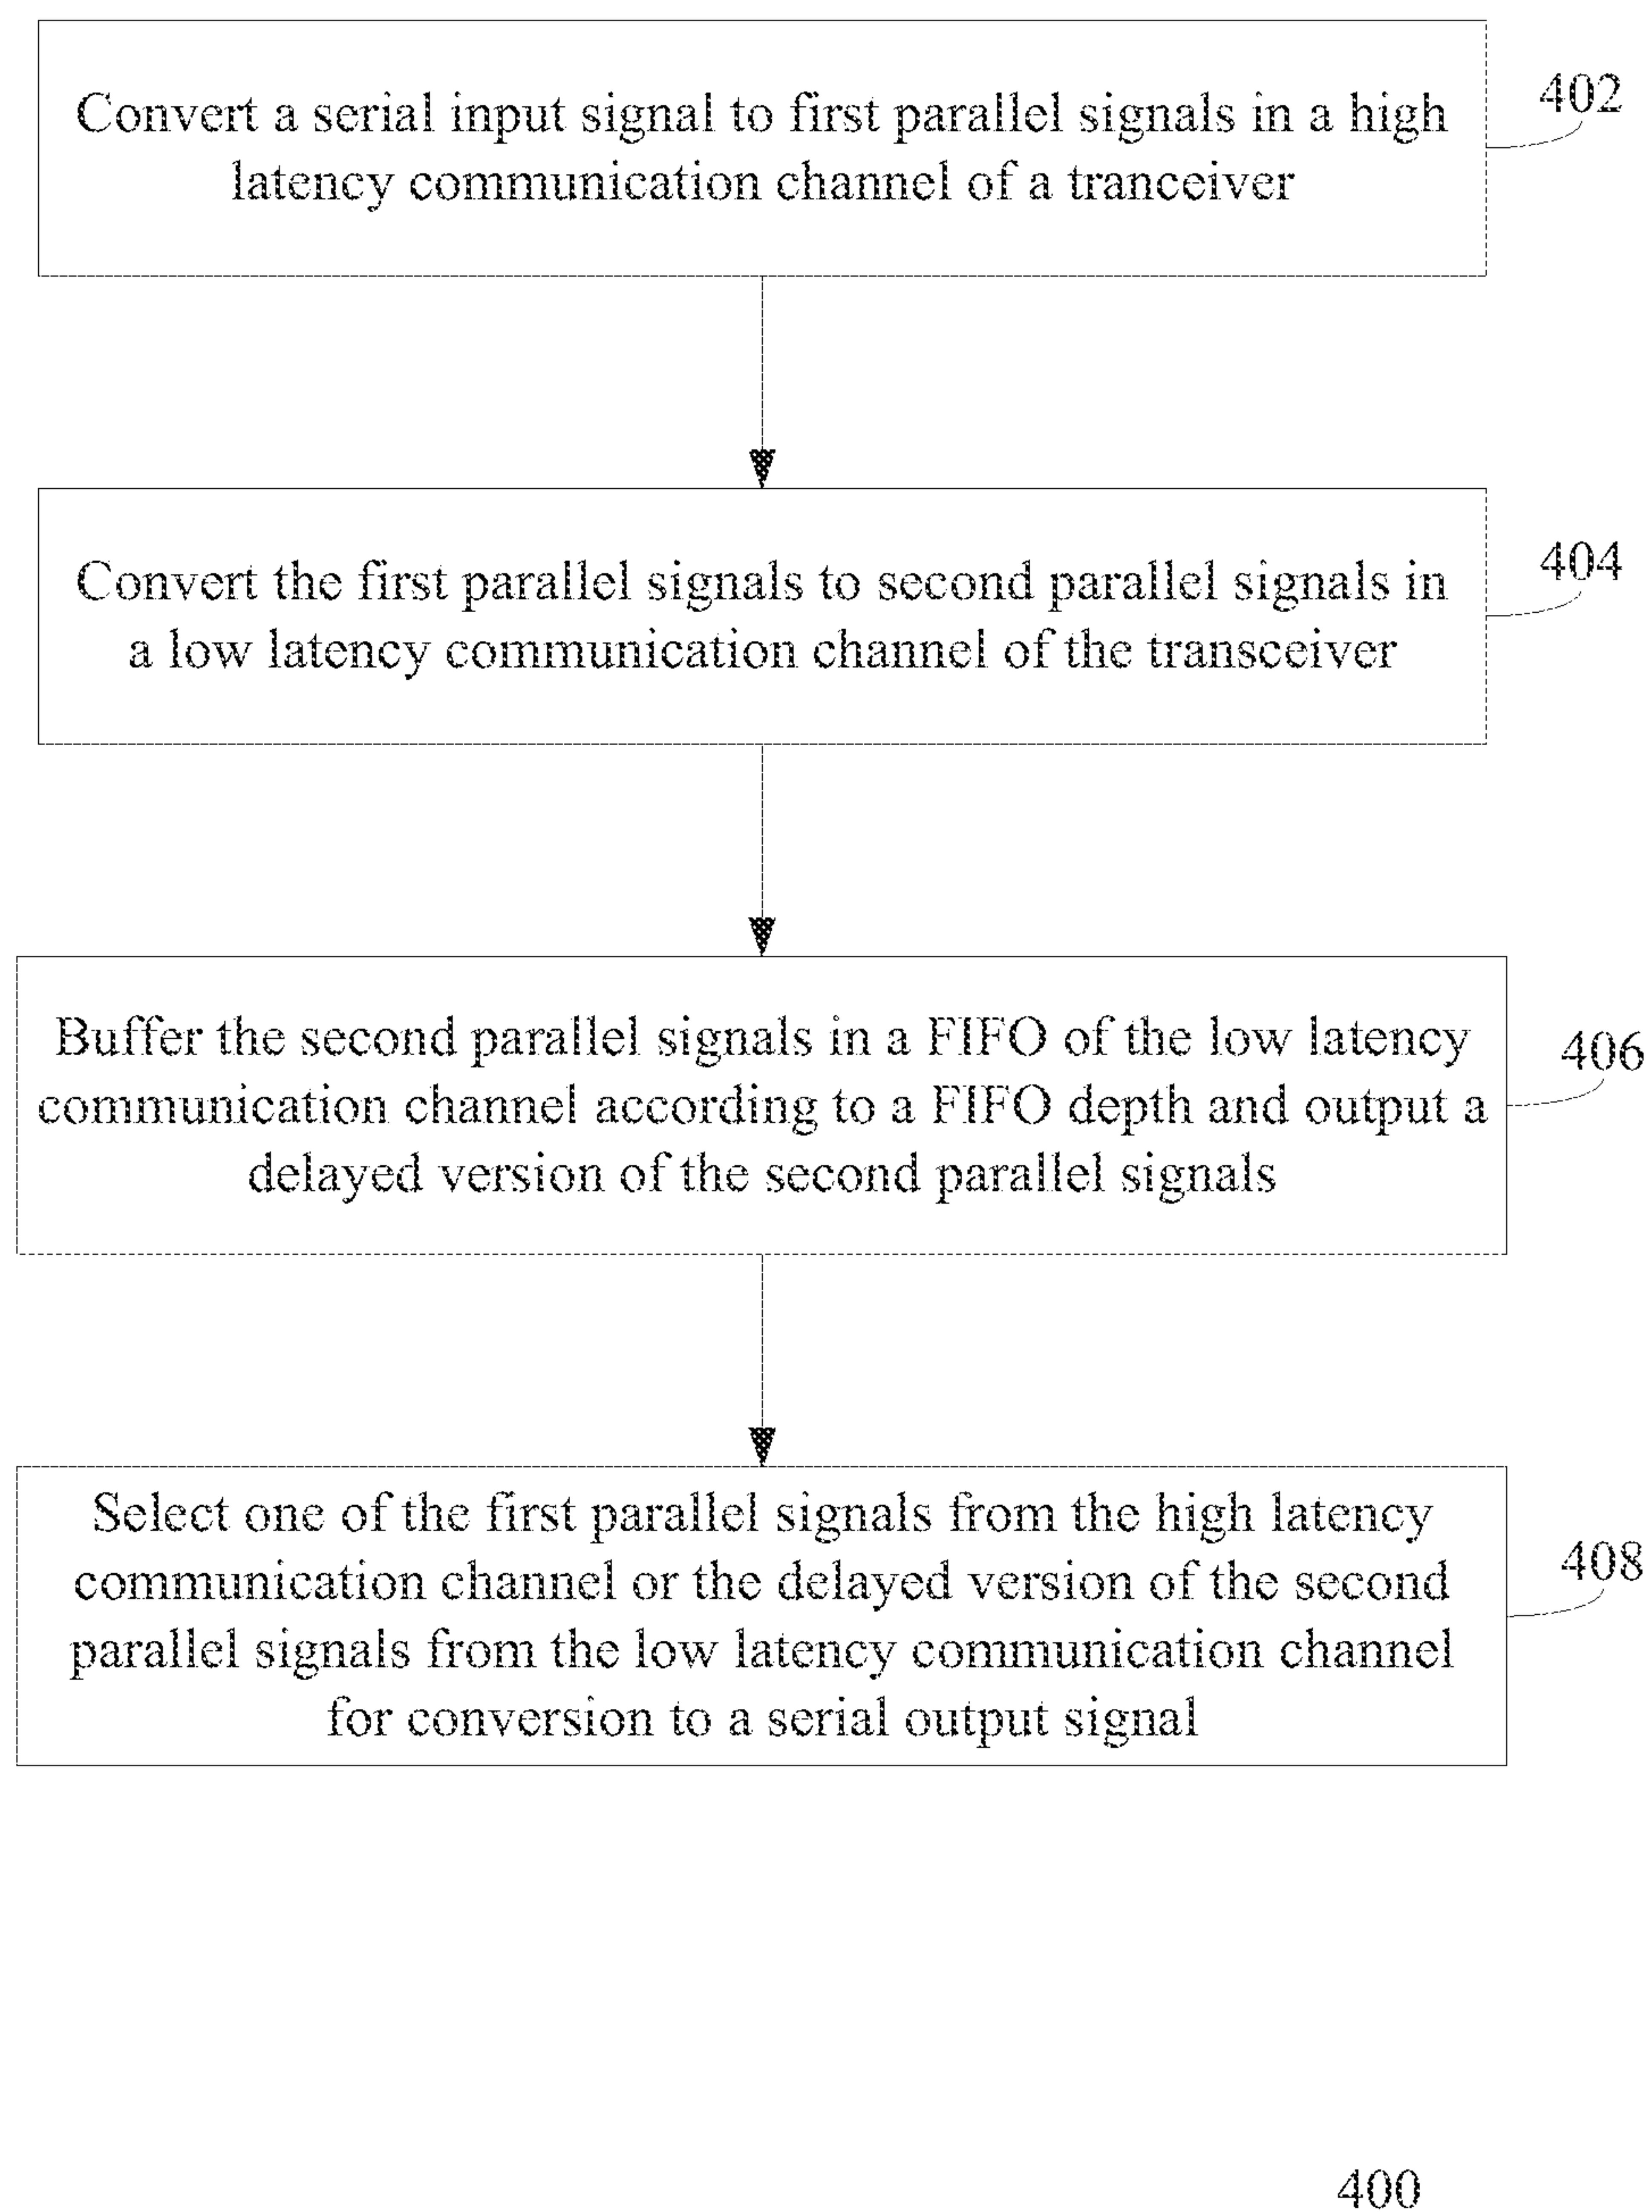 Convert a serial input signal to first parallel signals in a high
latency communication channel of a tranceiver
402
Convert the first parallel signals to second parallel signals in
a low latency communication channel of the transceiver
404
Buffer the second parallel signals in a FIFO of the low latency
communication channel according to a FIFO depth and output a
delayed version of the second parallel signals
406
Select one of the first parallel signals from the high latency
communication channel or the delayed version of the second
parallel signals from the low latency communication channel
for conversion to a serial output signal
408
400